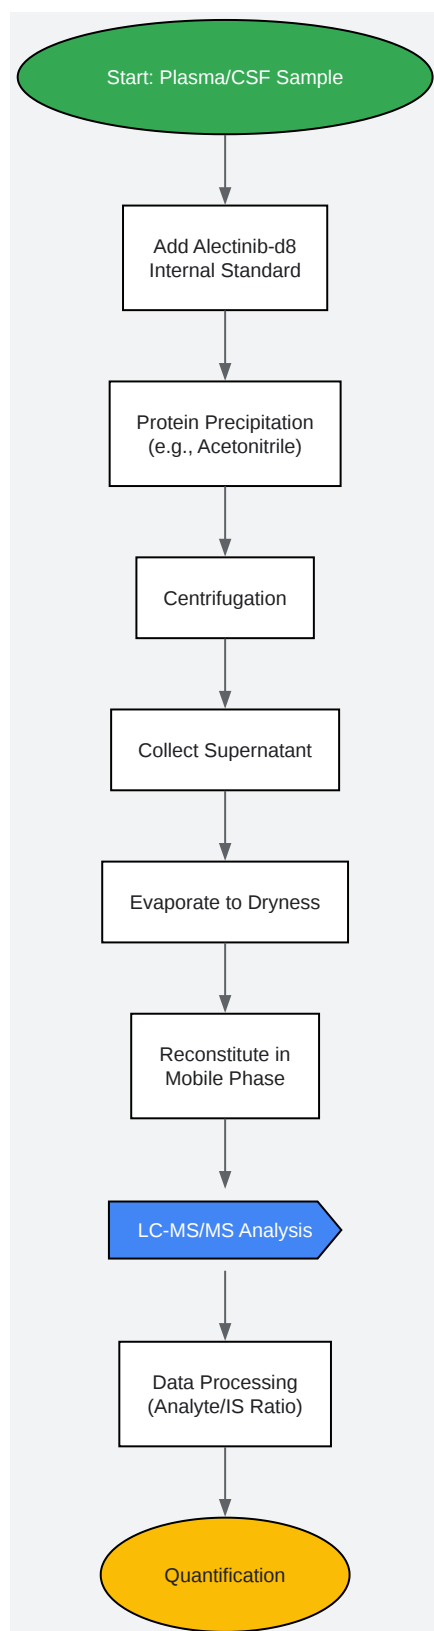 Start: Plasma/CSF Sample
Add Alectinib-d8
Internal Standard
Protein Precipitation
(e.g., Acetonitrile)
Centrifugation
Collect Supernatant
Evaporate to Dryness
Reconstitute in
Mobile Phase
LC-MS/MS Analysis
Data Processing
(Analyte/IS Ratio)
Quantification